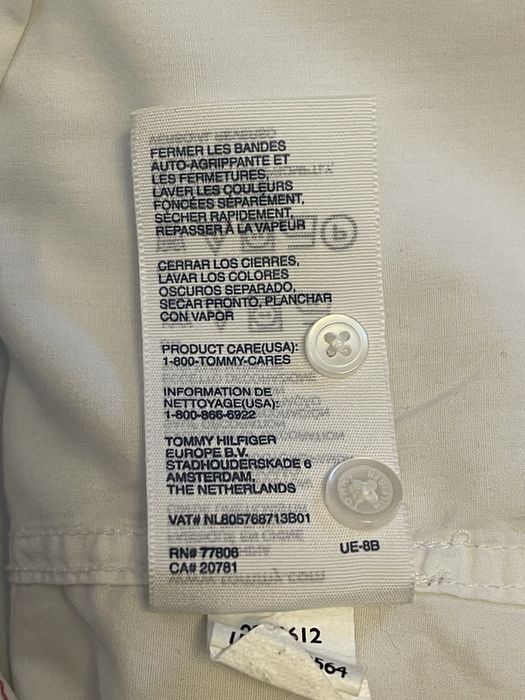 FERMER LES BANDES
AUTO-AGRIPPANTE ET
LES FERMETURES,
LAVER LES COULEURS
FONCÉES SÉPARÉMENT,
SÉCHER RAPIDEMENT,
REPASSER À LA VAPEUR
CERRAR LOS CIERRES,
LAVAR LOS COLORES
OSCUROS SEPARADO,
SECAR PRONTO, PLANCHAR
CON VAPOR
PRODUCT CARE(USA):
1-800-TOMMY-CARES
INFORMATION DE
NETTOYAGE(USA):
1-800-866-6922
TOMMY HILFIGER
EUROPE B.V.
STADHOUDERSKADE 6
AMSTERDAM,
THE NETHERLANDS
VAT# NL805768713B01
RN# 77806
CA# 20781
UE-8B
612
564